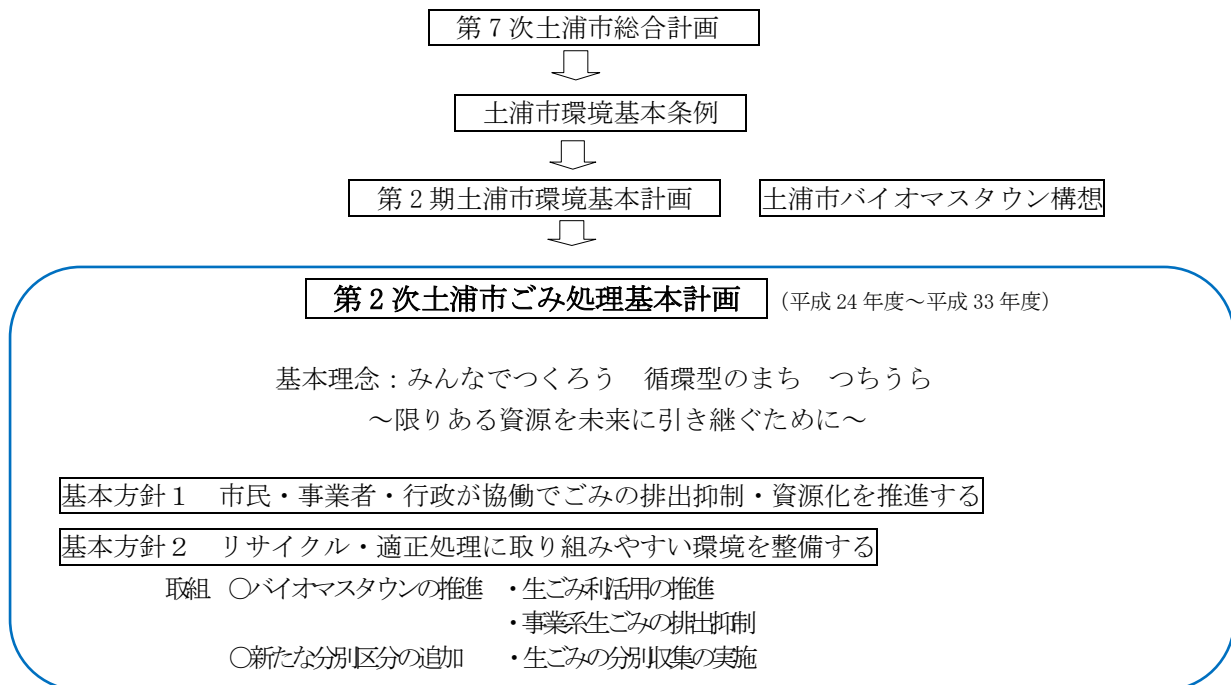 第７次土浦市総合計画
土浦市環境基本条例
第２期土浦市環境基本計画　土浦市バイオマスタウン構想
第２次土浦市ごみ処理基本計画　（平成 24 年度～平成 33 年度）
基本理念：みんなでつくろう　循環型のまち　つちうら
～限りある資源を未来に引き継ぐために～
基本方針１　市民・事業者・行政が協働でごみの排出抑制・資源化を推進する
基本方針２　リサイクル・適正処理に取り組みやすい環境を整備する
取組　○バイオマスタウンの推進　・生ごみ利活用の推進
・事業系生ごみの排出抑制
○新たな分別区分の追加　・生ごみの分別収集の実施